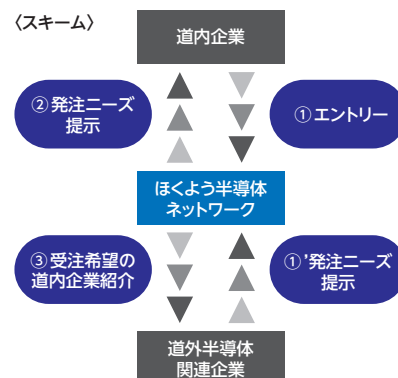 〈スキーム〉
道内企業
②発注ニーズ
提示
①エントリー
ほくよう半導体
ネットワーク
③受注希望の
道内企業紹介
①’発注ニーズ
提示
道外半導体
関連企業